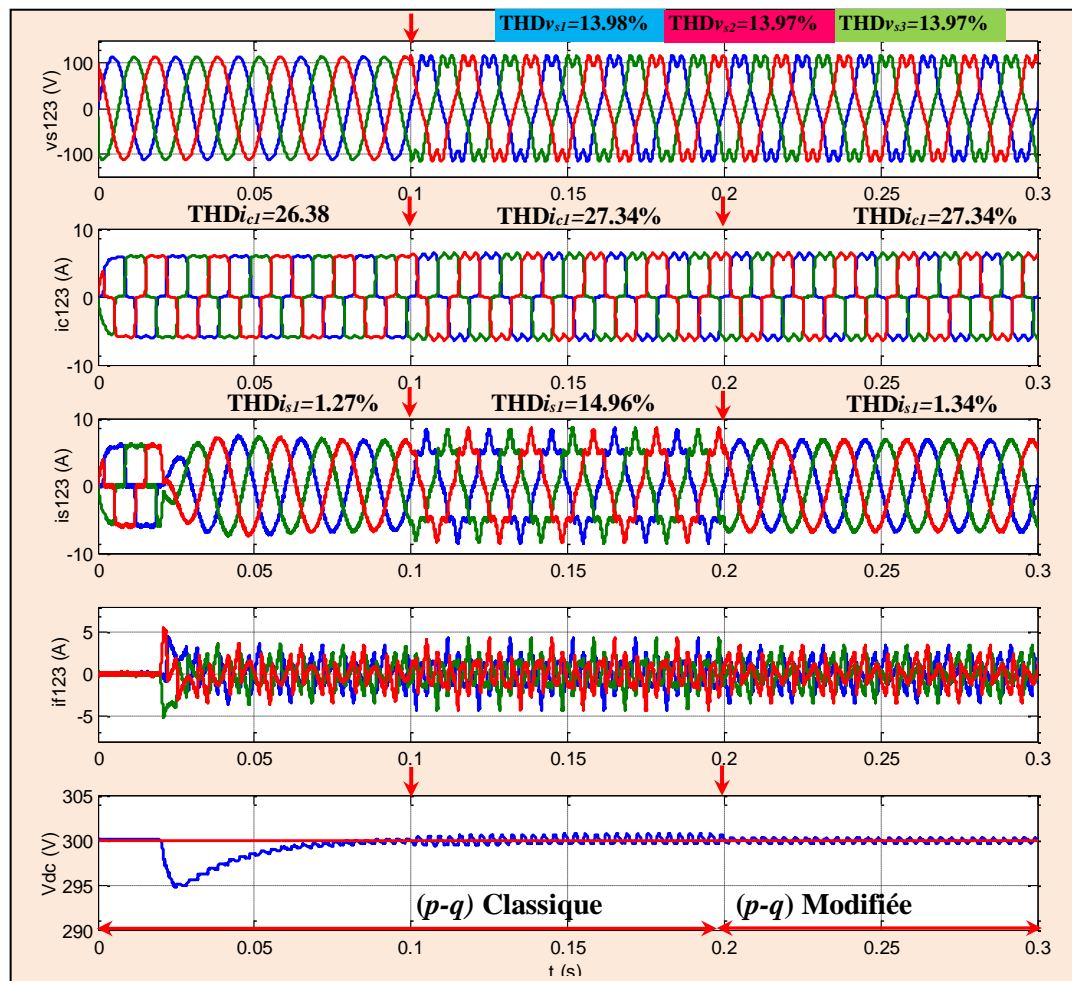 THDvs1=13.98% THDvs2=13.97% THDvs3=13.97%
vs123 (V)
100
0
-100
0 0.05 0.1 0.15 0.2 0.25 0.3
THDic1=26.38 THDic1=27.34% THDic1=27.34%
ic123 (A)
10
0
-10
0 0.05 0.1 0.15 0.2 0.25 0.3
THDis1=1.27% THDis1=14.96% THDis1=1.34%
is123 (A)
10
0
-10
0 0.05 0.1 0.15 0.2 0.25 0.3
if123 (A)
5
0
-5
0 0.05 0.1 0.15 0.2 0.25 0.3
Vdc (V)
305
300
295
290
(p-q) Classique (p-q) Modifiée
0 0.05 0.1 0.15 0.2 0.25 0.3
t (s)